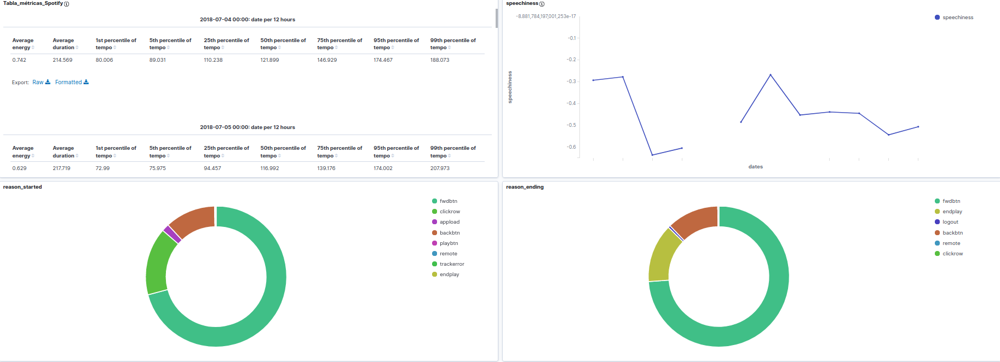 Tabla_métricas_Spotify
2018-07-04 00:00: date per 12 hours
Average energy
Average duration
1st percentile of tempo
5th percentile of tempo
25th percentile of tempo
50th percentile of tempo
75th percentile of tempo
95th percentile of tempo
99th percentile of tempo
0.742 214.569 80.006 89.031 110.238 121.899 146.929 174.467 188.073
Export: Raw Formatted
2018-07-05 00:00: date per 12 hours
Average energy
Average duration
1st percentile of tempo
5th percentile of tempo
25th percentile of tempo
50th percentile of tempo
75th percentile of tempo
95th percentile of tempo
99th percentile of tempo
0.629 217.719 72.99 75.975 94.457 116.992 139.176 174.002 207.973
speechiness
−8.881,784,197,001,253e-17
−0.1
−0.2
−0.3
−0.4
−0.5
−0.6
speechiness
dates
speechiness
reason_started
fwdbtn
clickrow
appload
backbtn
playbtn
remote
trackerror
endplay
reason_ending
fwdbtn
endplay
logout
backbtn
remote
clickrow